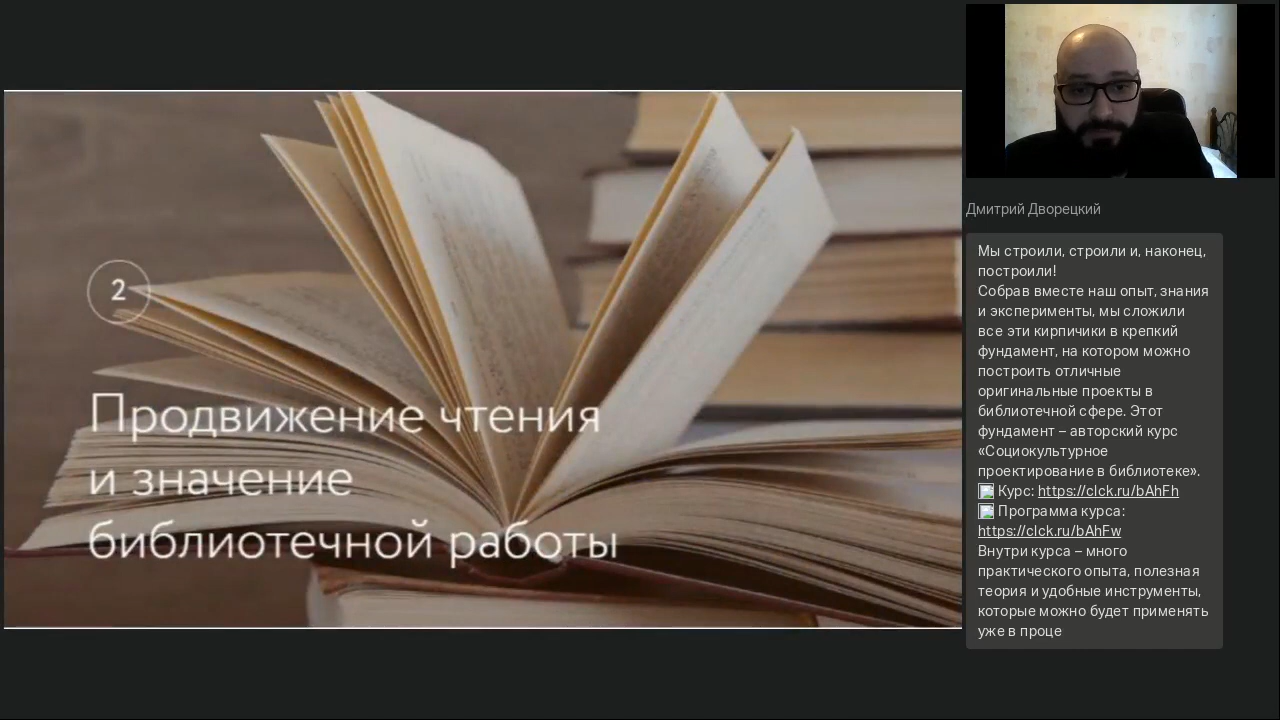 2
Продвижение чтения
и значение
библиотечной работы
Дмитрий Дворецкий
Мы строили, строили и, наконец,
построили!
Собрав вместе наш опыт, знания
и эксперименты, мы сложили
все эти кирпичики в крепкий
фундамент, на котором можно
построить отличные
оригинальные проекты в
библиотечной сфере. Этот
фундамент – авторский курс
«Социокультурное
проектирование в библиотеке».
Курс: https://clck.ru/bAhFh
Программа курса:
https://clck.ru/bAhFw
Внутри курса – много
практического опыта, полезная
теория и удобные инструменты,
которые можно будет применять
уже в проце